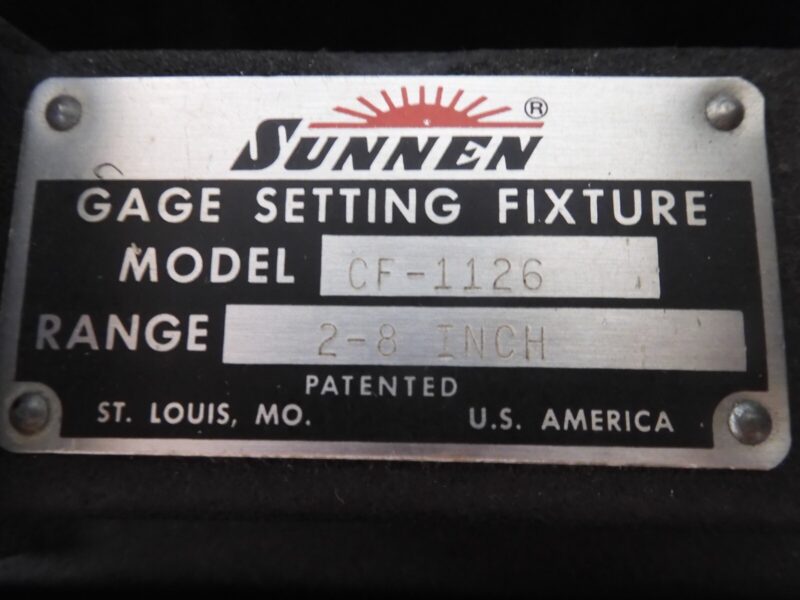 SUNNEN®
GAGE SETTING FIXTURE
MODEL CF-1126
RANGE 2-8 INCH
PATENTED
ST. LOUIS, MO. U.S. AMERICA